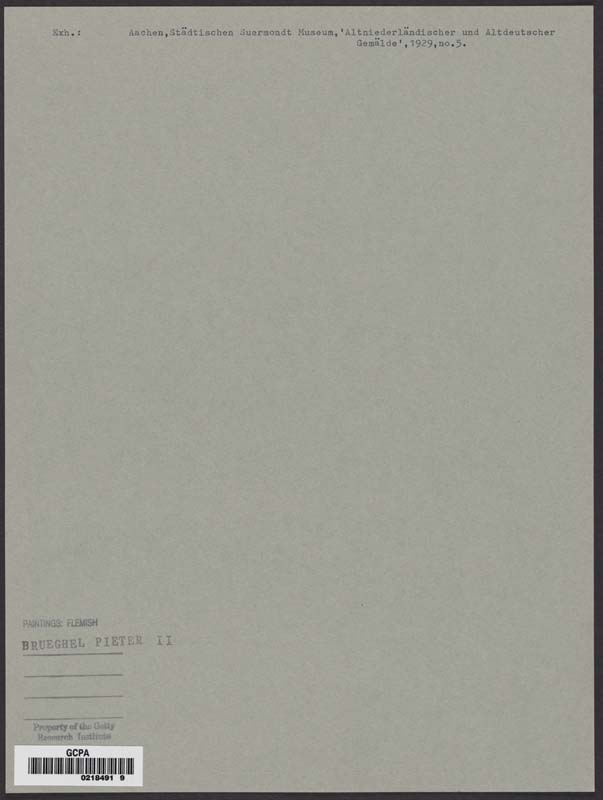 Exh.: Aachen,Städtischen Suermondt Museum,'Altniederländischer und Altdeutscher
Gemälde',1929,no.5.
PAINTINGS: FLEMISH
BRUEGHEL PIETER II
Property of the Getty
Research Institute
GCPA
0218491 9